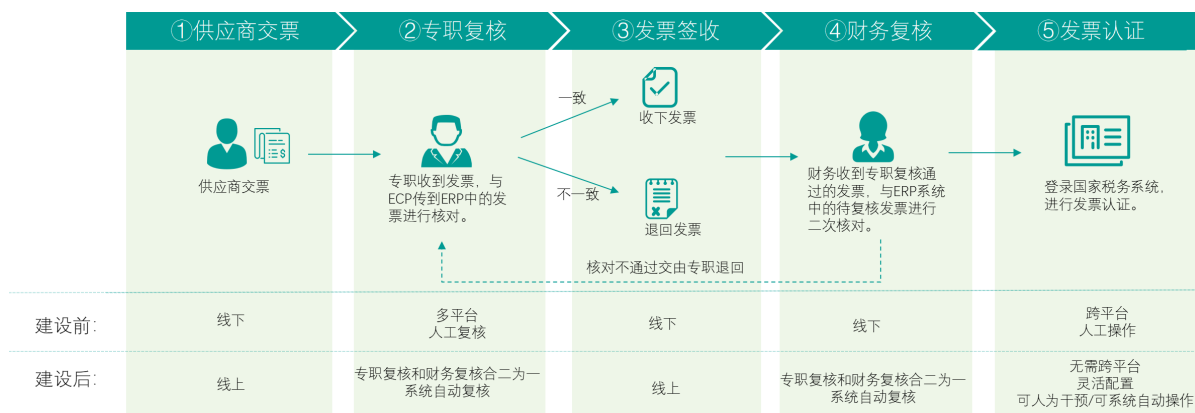 ①供应商交票
②专职复核
③发票签收
④财务复核
⑤发票认证
供应商交票
专职收到发票，与
ECP传到ERP中的发
票进行核对。
一致
不一致
收下发票
退回发票
财务收到专职复核通
过的发票，与ERP系统
中的待复核发票进行
二次核对。
登录国家税务系统，
进行发票认证。
核对不通过交由专职退回
建设前:
线下
多平台
人工复核
线下
线下
跨平台
人工操作
建设后:
线上
专职复核和财务复核合二为一
系统自动复核
线上
专职复核和财务复核合二为一
系统自动复核
无需跨平台
灵活配置
可人为干预/可系统自动操作